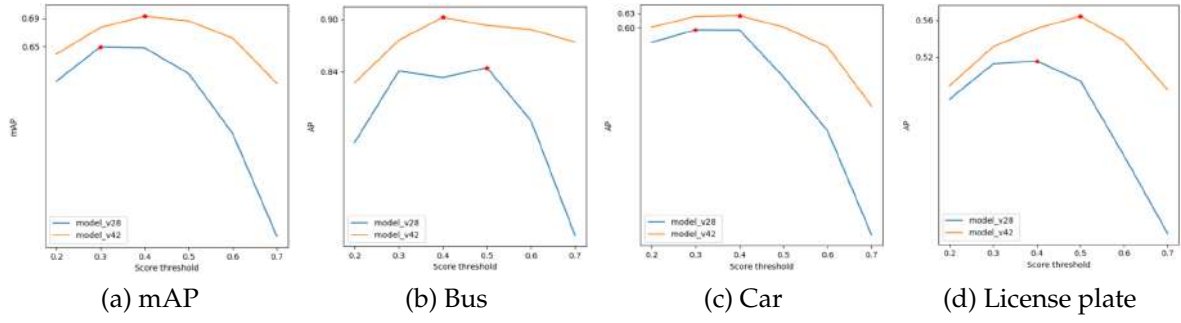 0.69
0.65
mAP
model_v28
model_v42
0.2 0.3 0.4 0.5 0.6 0.7
Score threshold
(a) mAP
0.90
0.84
AP
model_v28
model_v42
0.2 0.3 0.4 0.5 0.6 0.7
Score threshold
(b) Bus
0.63
0.60
AP
model_v28
model_v42
0.2 0.3 0.4 0.5 0.6 0.7
Score threshold
(c) Car
0.56
0.52
AP
model_v28
model_v42
0.2 0.3 0.4 0.5 0.6 0.7
Score threshold
(d) License plate